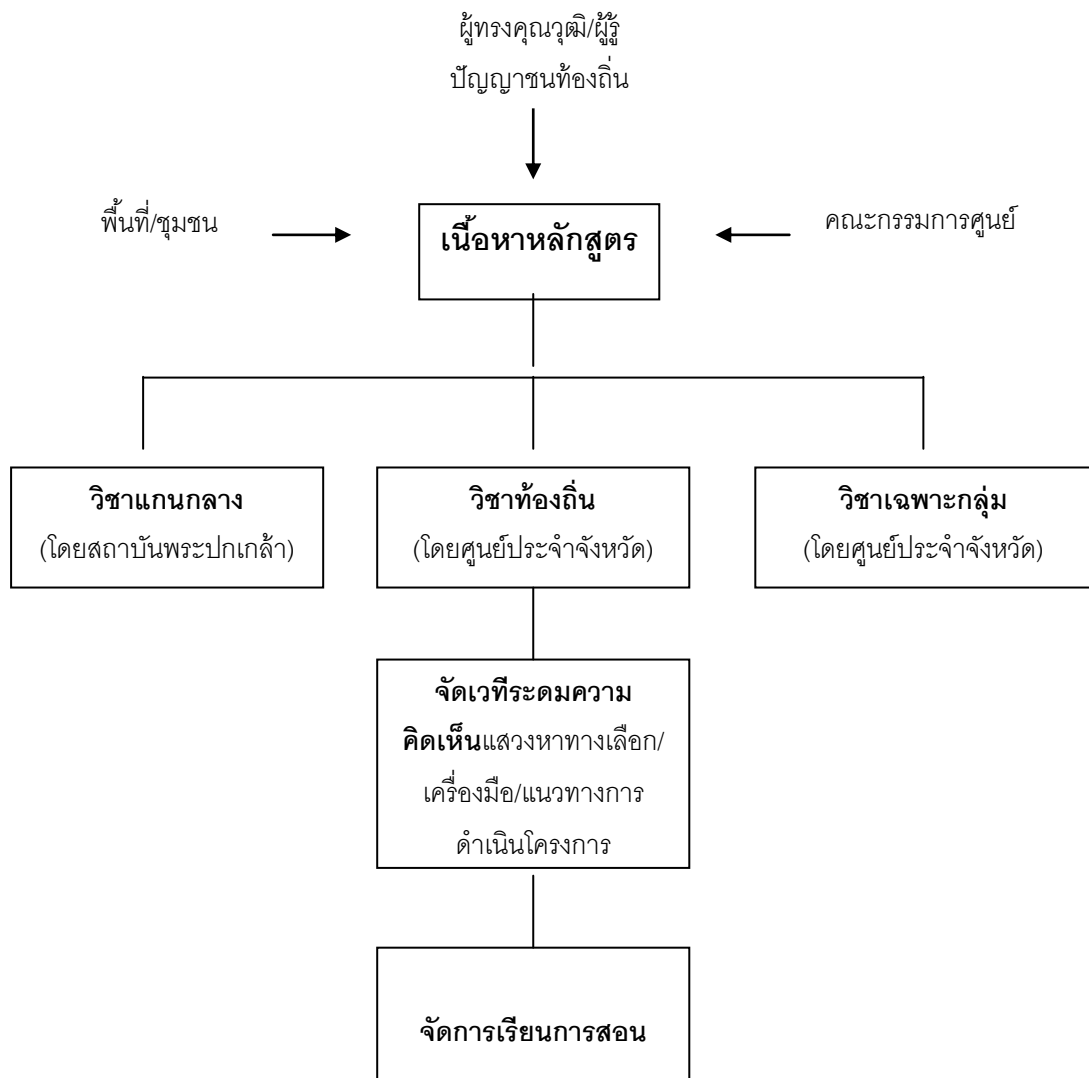 ผู้ทรงคุณวุฒิ/ผู้รู้
ปัญญาชนท้องถิ่น
พื้นที่/ชุมชน
เนื้อหาหลักสูตร
คณะกรรมการศูนย์
วิชาแกนกลาง
(โดยสถาบันพระปกเกล้า)
วิชาท้องถิ่น
(โดยศูนย์ประจำจังหวัด)
วิชาเฉพาะกลุ่ม
(โดยศูนย์ประจำจังหวัด)
จัดเวทีระดมความ
คิดเห็นแสวงหาทางเลือก/
เครื่องมือ/แนวทางการ
ดำเนินโครงการ
จัดการเรียนการสอน